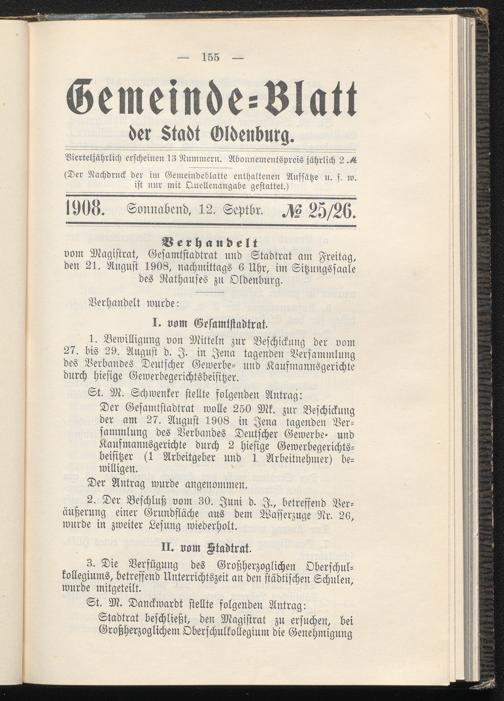 — 155 —
Gemeinde=Blatt
der Stadt Oldenburg.
Vierteljährlich erscheinen 13 Nummern. Abonnementspreis jährlich 2 ℳ
(Der Nachdruck der im Gemeindeblatte enthaltenen Aufsätze u. s. w.
ist nur mit Quellenangabe gestattet.)
1908. Sonnabend, 12. Septbr. № 25/26.
Verhandelt
vom Magistrat, Gesamtstadtrat und Stadtrat am Freitag,
den 21. August 1908, nachmittags 6 Uhr, im Sitzungssaale
des Rathauses zu Oldenburg.
Verhandelt wurde:
I. vom Gesamtstadtrat.
1. Bewilligung von Mitteln zur Beschickung der vom
27. bis 29. August d. J. in Jena tagenden Versammlung
des Verbandes Deutscher Gewerbe= und Kaufmannsgerichte
durch hiesige Gewerbegerichtsbeisitzer.
St. M. Schwenker stellte folgenden Antrag:
Der Gesamtstadtrat wolle 250 Mk. zur Beschickung
der am 27. August 1908 in Jena tagenden Ver=
sammlung des Verbandes Deutscher Gewerbe= und
Kaufmannsgerichte durch 2 hiesige Gewerbegerichts=
beisitzer (1 Arbeitgeber und 1 Arbeitnehmer) be=
willigen.
Der Antrag wurde angenommen.
2. Der Beschluß vom 30. Juni d. J., betreffend Ver=
äußerung einer Grundfläche aus dem Wasserzuge Nr. 26,
wurde in zweiter Lesung wiederholt.
II. vom Stadtrat.
3. Die Verfügung des Großherzoglichen Oberschul=
kollegiums, betreffend Unterrichtszeit an den städtischen Schulen,
wurde mitgeteilt.
St. M. Danckwardt stellte folgenden Antrag:
Stadtrat beschließt, den Magistrat zu ersuchen, bei
Großherzoglichem Oberschulkollegium die Genehmigung